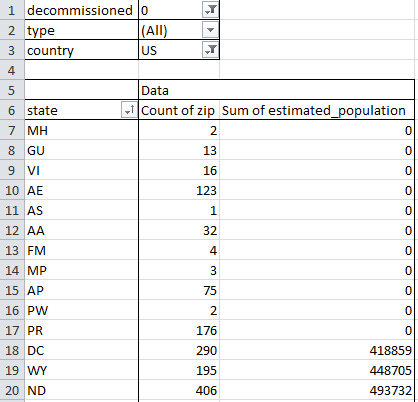 1 decommissioned 0
2 type (All)
3 country US
4
5 Data
6 state Count of zip Sum of estimated_population
7 MH 2 0
8 GU 13 0
9 VI 16 0
10 AE 123 0
11 AS 1 0
12 AA 32 0
13 FM 4 0
14 MP 3 0
15 AP 75 0
16 PW 2 0
17 PR 176 0
18 DC 290 418859
19 WY 195 448705
20 ND 406 493732